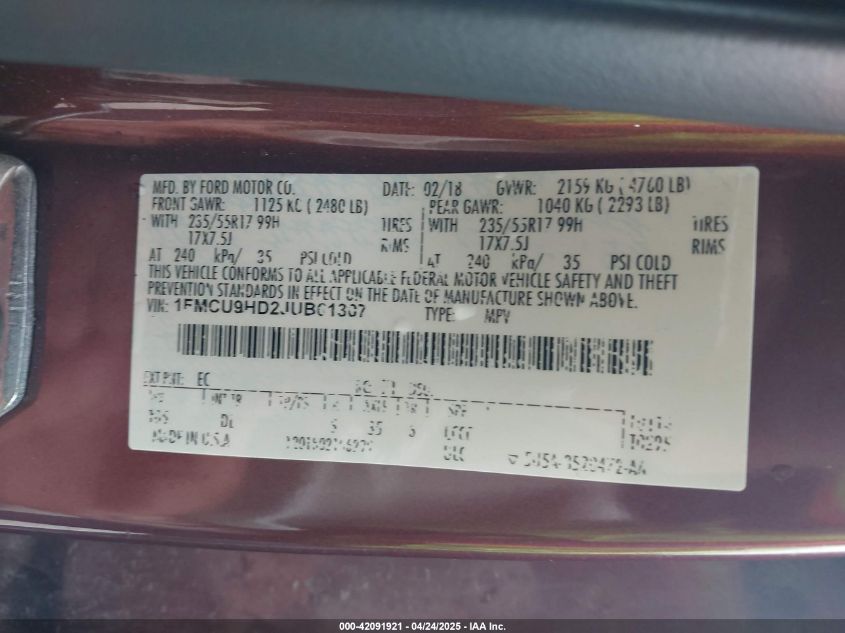 MFD. BY FORD MOTOR CO. DATE: 02/18 GVWR: 2159 KG (4760 LB)
FRONT GAWR: 1125 KG (2480 LB) REAR GAWR: 1040 KG (2293 LB)
WITH 235/55R17 99H TIRES WITH 235/55R17 99H TIRES
17X7.5J RIMS 17X7.5J RIMS
AT 240 kPa/ 35 PSI COLD AT 240 kPa/ 35 PSI COLD
THIS VEHICLE CONFORMS TO ALL APPLICABLE FEDERAL MOTOR VEHICLE SAFETY AND THEFT
PREVENTION STANDARDS IN EFFECT ON THE DATE OF MANUFACTURE SHOWN ABOVE.
VIN: TYPE: MPV
EXT PNT: EC
MADE IN U.S.A.
000-42091921 | 04/24/2025 — IAA Inc.